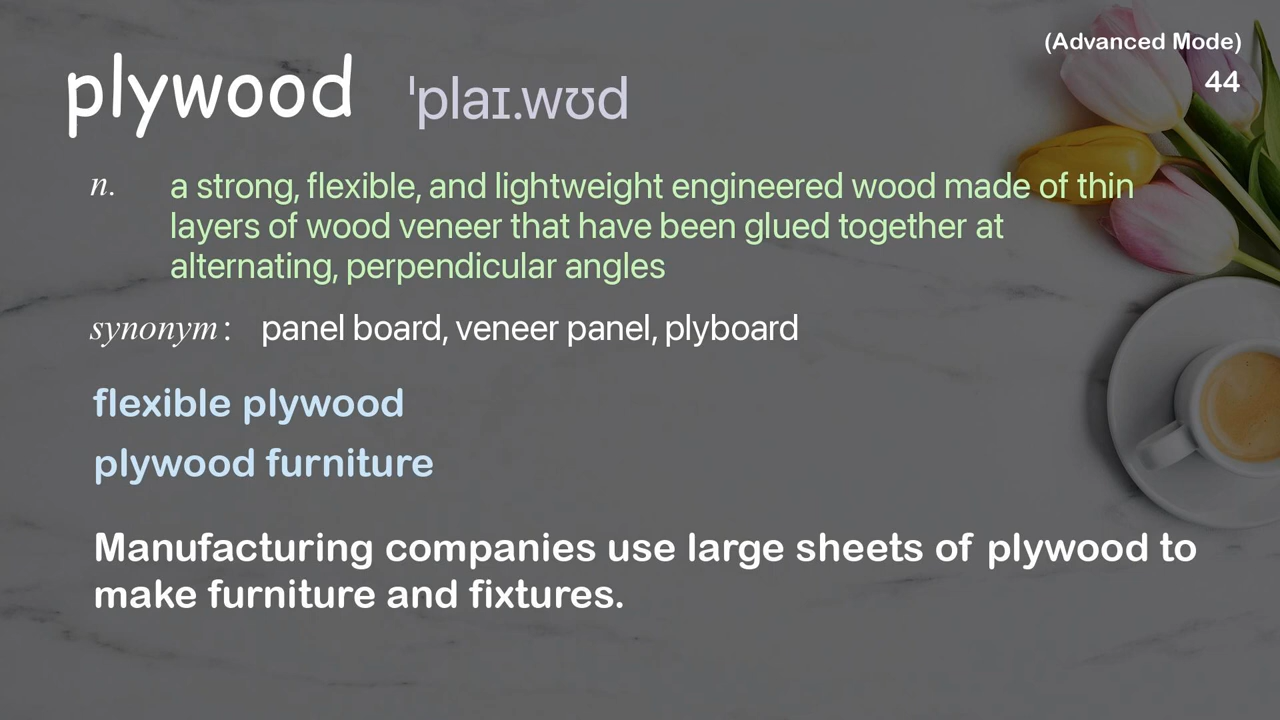 (Advanced Mode)
44
plywood ˈplaɪ.wʊd
n. a strong, flexible, and lightweight engineered wood made of thin
layers of wood veneer that have been glued together at
alternating, perpendicular angles
synonym: panel board, veneer panel, plyboard
flexible plywood
plywood furniture
Manufacturing companies use large sheets of plywood to
make furniture and fixtures.